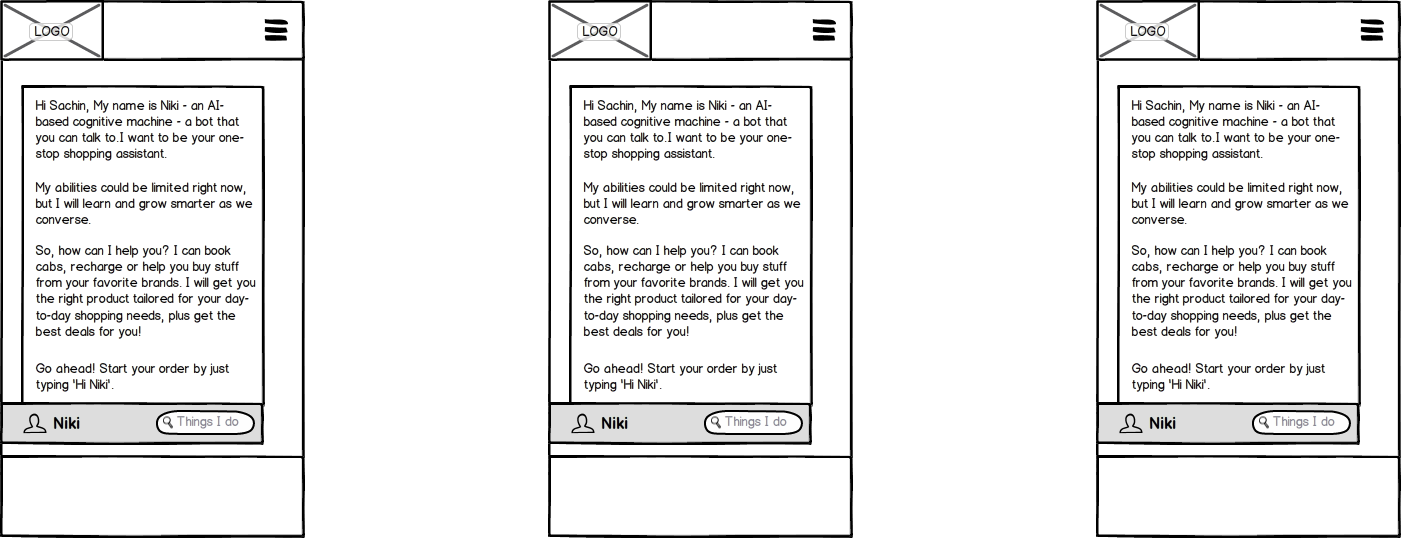 LOGO
Hi Sachin, My name is Niki - an AI-
based cognitive machine - a bot that
you can talk to.I want to be your one-
stop shopping assistant.
My abilities could be limited right now,
but I will learn and grow smarter as we
converse.
So, how can I help you? I can book
cabs, recharge or help you buy stuff
from your favorite brands. I will get you
the right product tailored for your day-
to-day shopping needs, plus get the
best deals for you!
Go ahead! Start your order by just
typing 'Hi Niki'.
Niki
Things I do
LOGO
Hi Sachin, My name is Niki - an AI-
based cognitive machine - a bot that
you can talk to.I want to be your one-
stop shopping assistant.
My abilities could be limited right now,
but I will learn and grow smarter as we
converse.
So, how can I help you? I can book
cabs, recharge or help you buy stuff
from your favorite brands. I will get you
the right product tailored for your day-
to-day shopping needs, plus get the
best deals for you!
Go ahead! Start your order by just
typing 'Hi Niki'.
Niki
Things I do
LOGO
Hi Sachin, My name is Niki - an AI-
based cognitive machine - a bot that
you can talk to.I want to be your one-
stop shopping assistant.
My abilities could be limited right now,
but I will learn and grow smarter as we
converse.
So, how can I help you? I can book
cabs, recharge or help you buy stuff
from your favorite brands. I will get you
the right product tailored for your day-
to-day shopping needs, plus get the
best deals for you!
Go ahead! Start your order by just
typing 'Hi Niki'.
Niki
Things I do